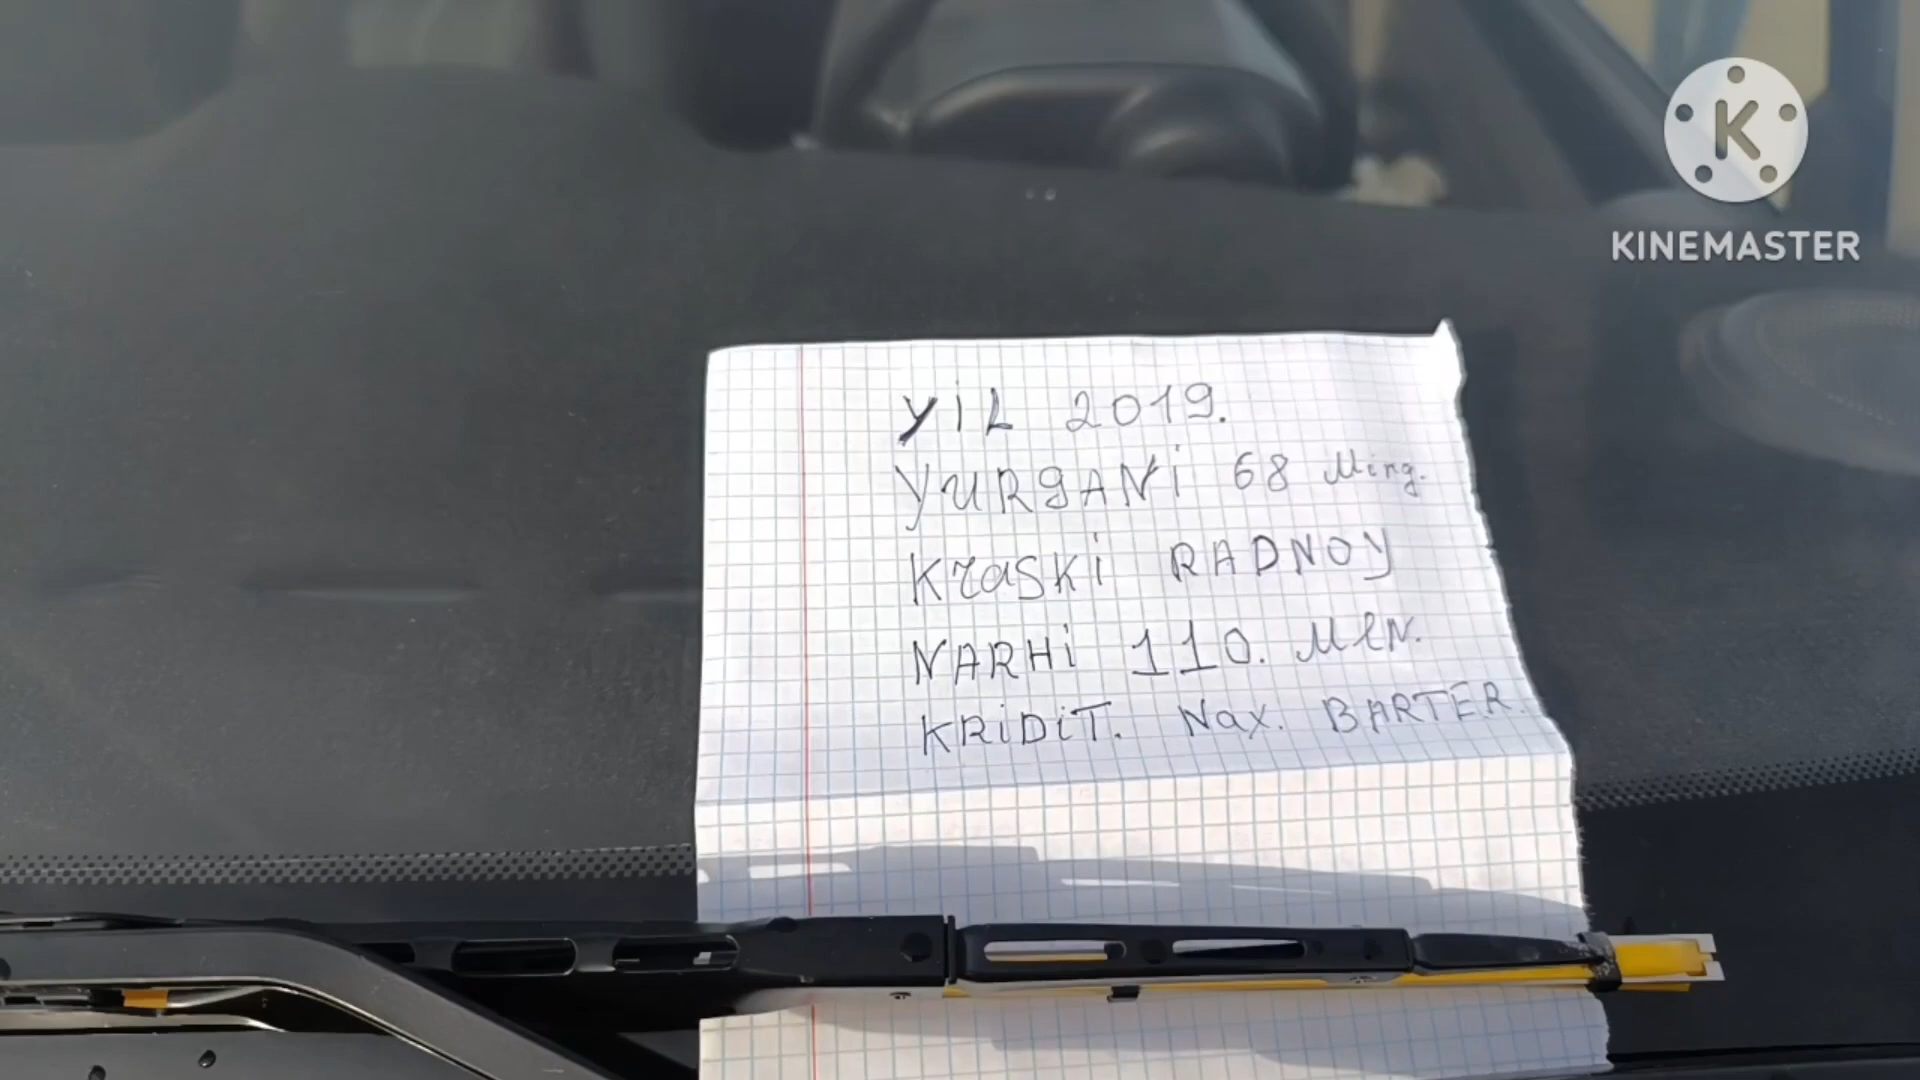 K
KINEMASTER
YiL 2019.
YURGANi 68 Ming.
KraSKi RADNOY
NARHi 110. MLN.
KRiDiT. Nax. BARTER.